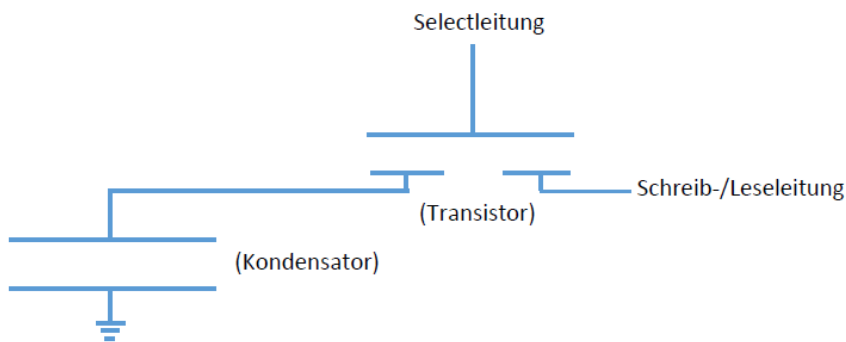 Selectleitung
Schreib-/Leseleitung
(Transistor)
(Kondensator)